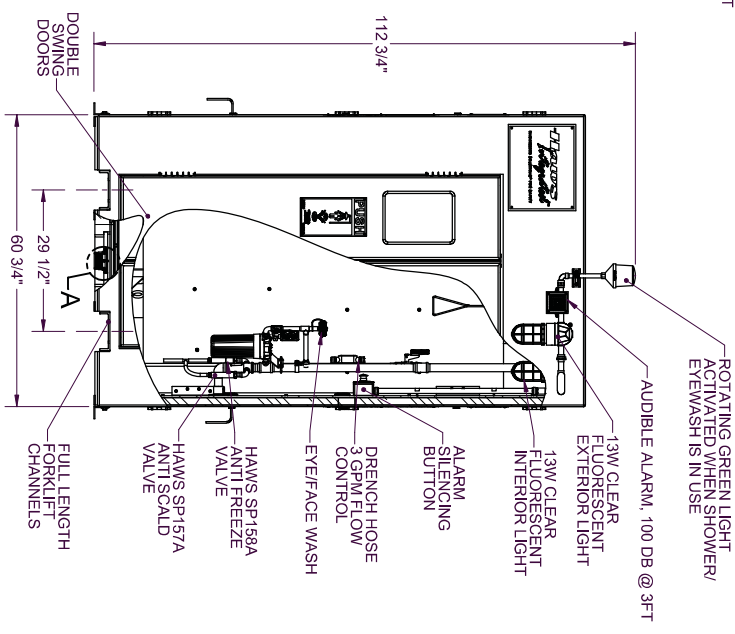 T
ROTATING GREEN LIGHT
ACTIVATED WHEN SHOWER/
EYEWASH IS IN USE
AUDIBLE ALARM, 100 DB @ 3FT
13W CLEAR
FLUORESCENT
EXTERIOR LIGHT
13W CLEAR
FLUORESCENT
INTERIOR LIGHT
ALARM
SILENCING
BUTTON
DRENCH HOSE
3 GPM FLOW
CONTROL
EYE/FACE WASH
HAWS SP158A
ANTI FREEZE
VALVE
HAWS SP157A
ANTI SCALD
VALVE
FULL LENGTH
FORKLIFT
CHANNELS
112 3/4"
Haws
Integrated
PUSH
DOUBLE
SWING
DOORS
A
29 1/2"
60 3/4"